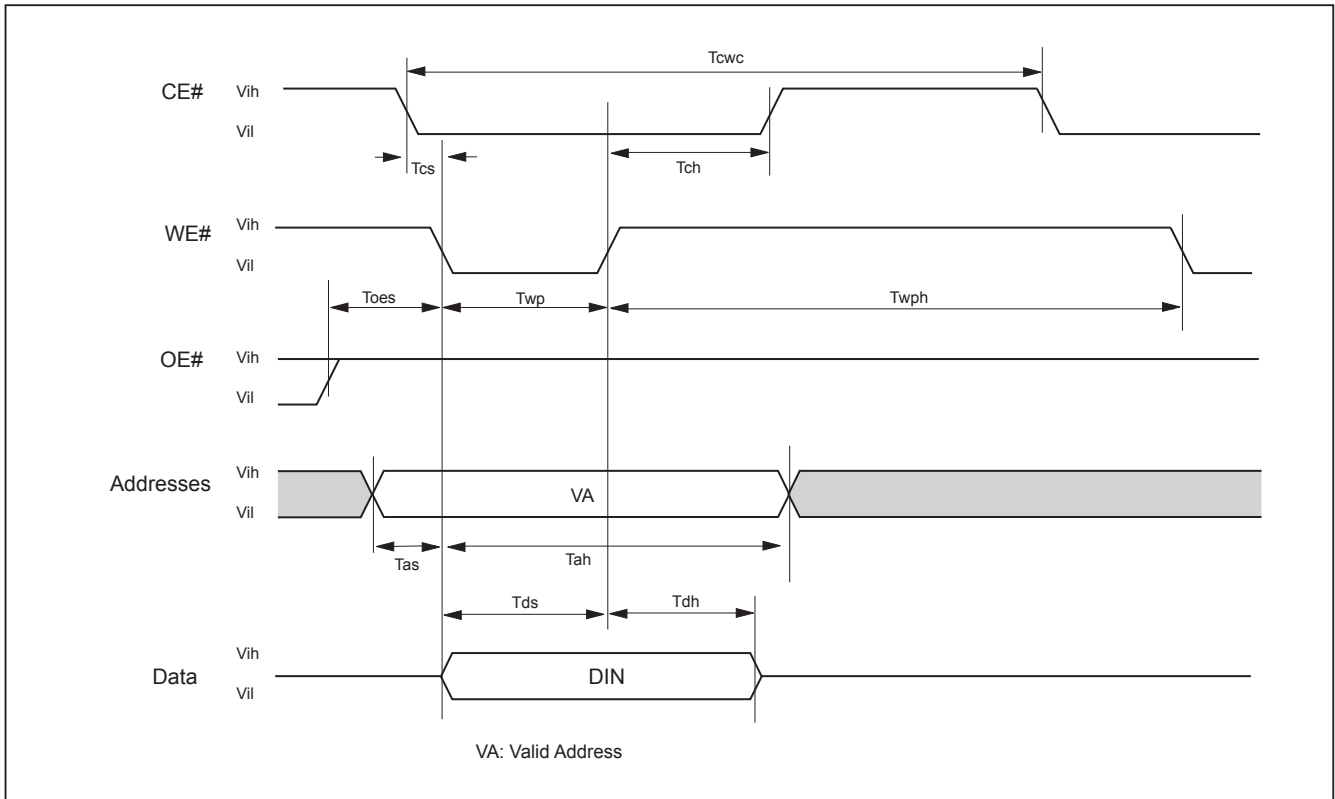 Tcwc
CE#
Vih
Vil
Tcs
Tch
WE#
Vih
Vil
Toes
Twp
Twph
OE#
Vih
Vil
Addresses
Vih
Vil
VA
Tas
Tah
Tds
Tdh
Data
Vih
Vil
DIN
VA: Valid Address